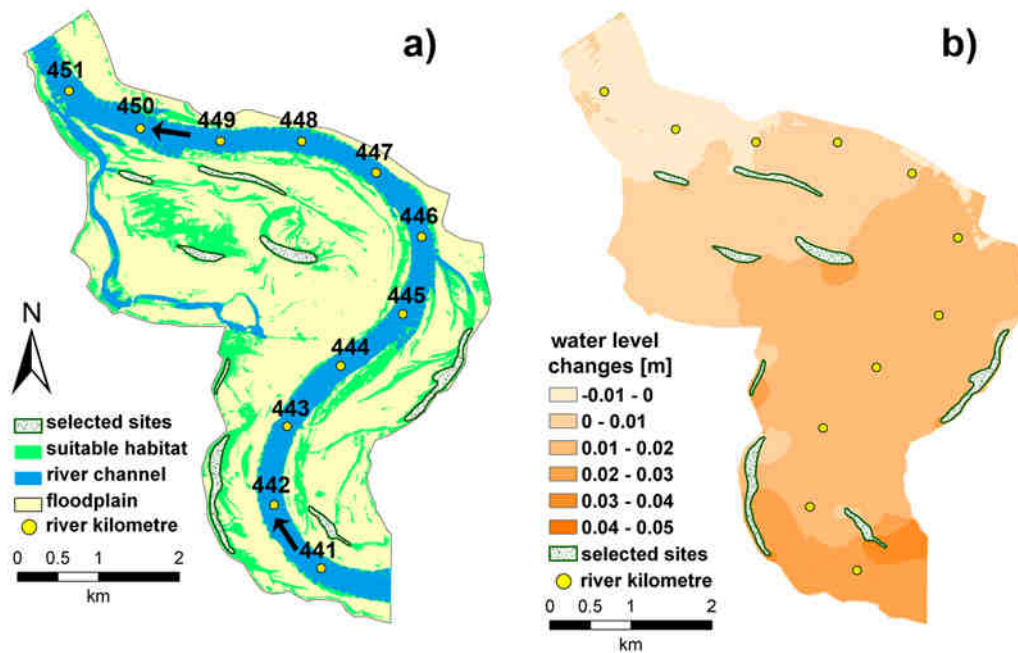 a)
451
450
449
448
447
446
445
444
443
442
441
N
selected sites
suitable habitat
river channel
floodplain
river kilometre
0 0.5 1 2
km
b)
water level
changes [m]
-0.01 - 0
0 - 0.01
0.01 - 0.02
0.02 - 0.03
0.03 - 0.04
0.04 - 0.05
selected sites
river kilometre
0 0.5 1 2
km